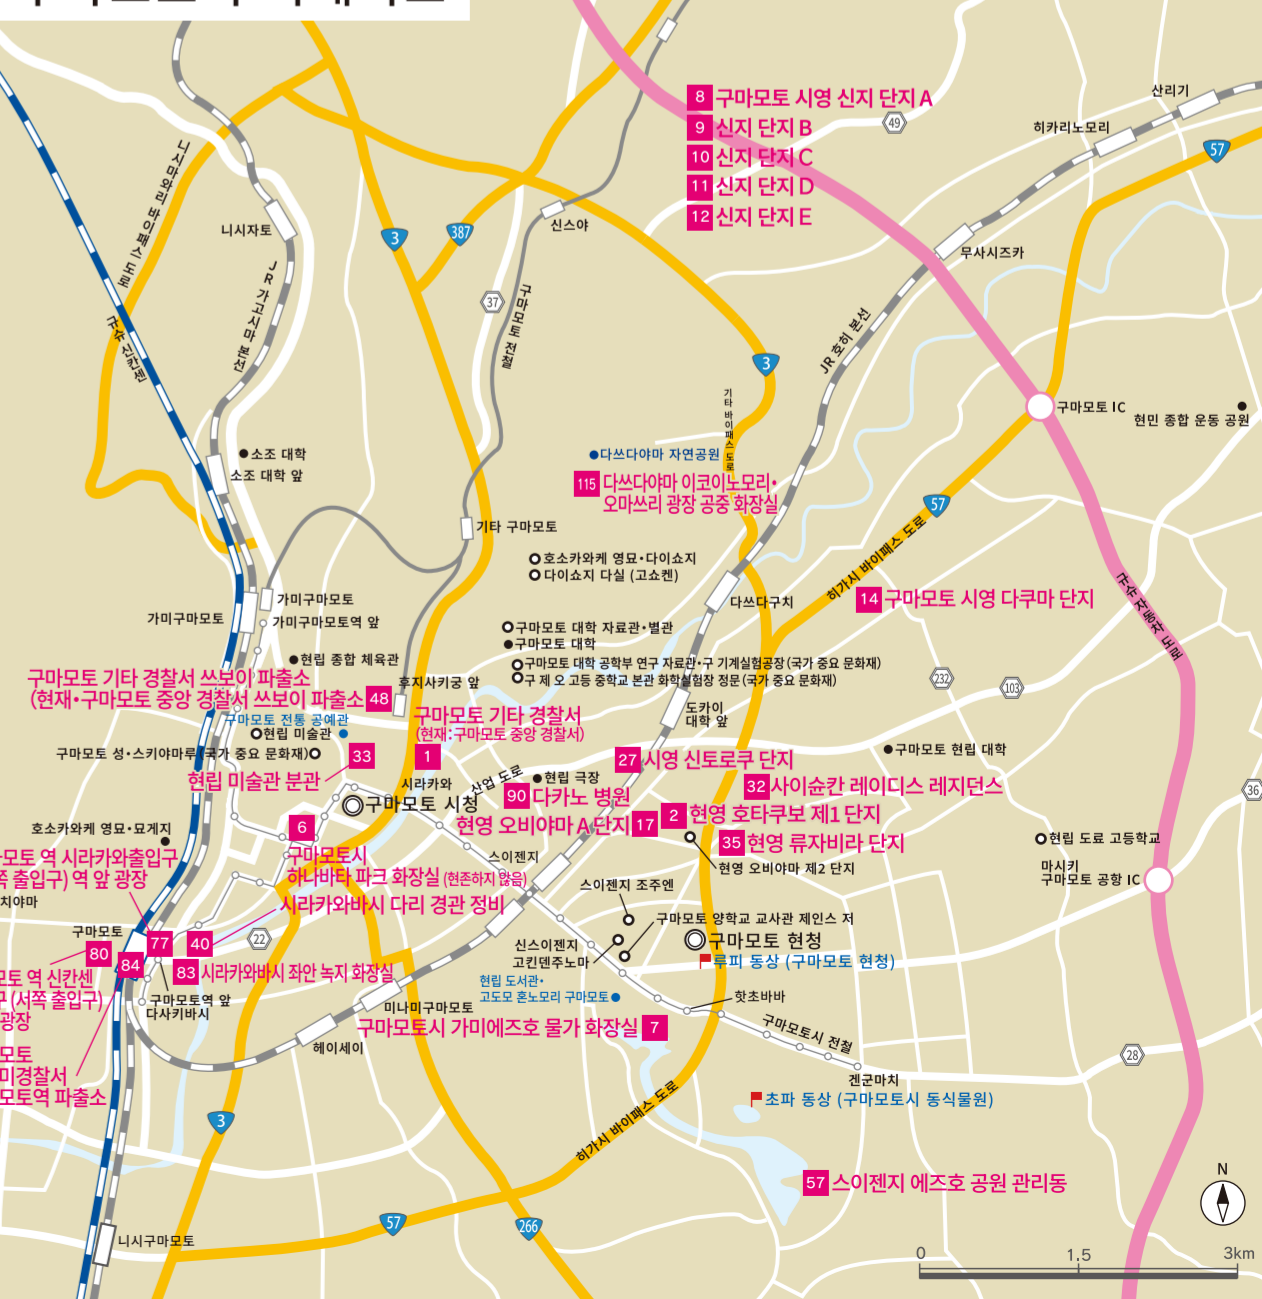 8 구마모토 시영 신지 단지 A
9 신지 단지 B
10 신지 단지 C
11 신지 단지 D
12 신지 단지 E
49
산리기
히카리노모리
57
니시마와리 바이패스 도로
니시자토
JR 가고시마 본선
규슈 신칸센
3
387
신스야
무사시즈카
37
구마모토 전철
JR 호히 본선
3
기타 바이패스 도로
구마모토 IC
현민 종합 운동 공원
소조 대학
소조 대학 앞
다쓰다야마 자연공원
115 다쓰다야마 이코이노모리·
오마쓰리 광장 공중 화장실
57
기타 구마모토
호소카와케 영묘·다이쇼지
다이쇼지 다실 (고쇼켄)
히가시 바이패스 도로
규슈 자동차 도로
가미구마모토
가미구마모토
가미구마모토역 앞
다쓰다구치
14 구마모토 시영 다쿠마 단지
구마모토 대학 자료관·별관
구마모토 대학
현립 종합 체육관
구마모토 대학 공학부 연구 자료관·구 기계실험공장 (국가 중요 문화재)
구 제 오 고등 중학교 본관 화학실험장 정문 (국가 중요 문화재)
구마모토 기타 경찰서 쓰보이 파출소
(현재·구마모토 중앙 경찰서 쓰보이 파출소 48
후지사키궁 앞
232
103
구마모토 전통 공예관
현립 미술관
구마모토 기타 경찰서
(현재:구마모토 중앙 경찰서)
도카이
대학 앞
구마모토 성·스키야마루 (국가 중요 문화재)
33
1
27 시영 신토로쿠 단지
구마모토 현립 대학
현립 미술관 분관
시라카와
산업 도로
현립 극장
32 사이슌칸 레이디스 레지던스
36
구마모토 시청
90 다카노 병원
2 현영 호타쿠보 제1 단지
현영 오비야마 A 단지 17
호소카와케 영묘·묘게지
6
35 현영 류자비라 단지
현립 도료 고등학교
모토 역 시라카와출입구
출입구) 역 앞 광장
구마모토시
하나바타 파크 화장실 (현존하지 않음)
스이젠지
현영 오비야마 제2 단지
마시키
구마모토 공항 IC
치야마
시라카와바시 다리 경관 정비
스이젠지 조주엔
구마모토 양학교 교사관 제인스 저
구마모토
77
40
22
80
84
83 시라카와바시 좌안 녹지 화장실
신스이젠지
고킨덴주노마
구마모토 현청
루피 동상 (구마모토 현청)
모토 역 신칸센
(서쪽 출입구)
광장
구마모토역 앞
다사키바시
현립 도서관·
고도모 혼노모리 구마모토
핫초바바
미나미구마모토
구마모토시 가미에즈호 물가 화장실 7
구마모토시 전철
헤이세이
모토
미경찰서
모토역 파출소
28
겐군마치
초파 동상 (구마모토시 동식물원)
3
히가시 바이패스 도로
57 스이젠지 에즈호 공원 관리동
N
57
266
니시구마모토
0 1.5 3km